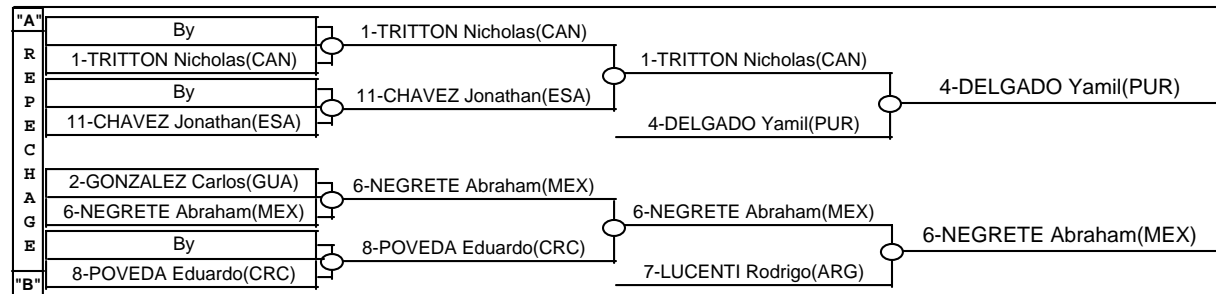 "A"
REPECHAGE
"B"
By
1-TRITTON Nicholas(CAN)
By
11-CHAVEZ Jonathan(ESA)
2-GONZALEZ Carlos(GUA)
6-NEGRETE Abraham(MEX)
By
8-POVEDA Eduardo(CRC)
1-TRITTON Nicholas(CAN)
11-CHAVEZ Jonathan(ESA)
6-NEGRETE Abraham(MEX)
8-POVEDA Eduardo(CRC)
1-TRITTON Nicholas(CAN)
4-DELGADO Yamil(PUR)
6-NEGRETE Abraham(MEX)
7-LUCENTI Rodrigo(ARG)
4-DELGADO Yamil(PUR)
6-NEGRETE Abraham(MEX)